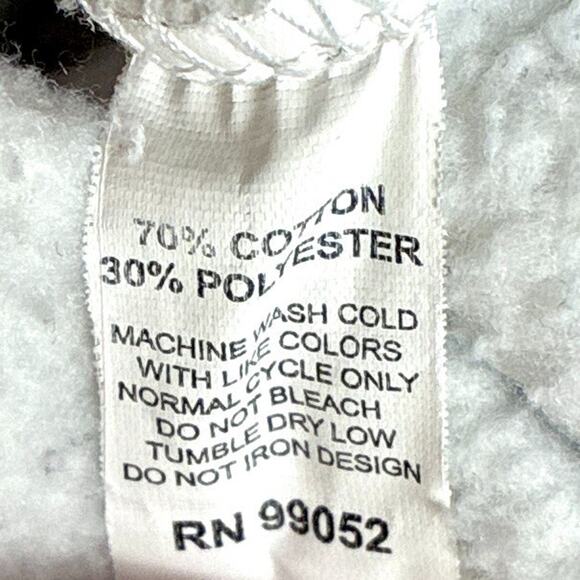 70% COTTON
30% POLYESTER
MACHINE WASH COLD
WITH LIKE COLORS
NORMAL CYCLE ONLY
DO NOT BLEACH
TUMBLE DRY LOW
DO NOT IRON DESIGN
RN 99052